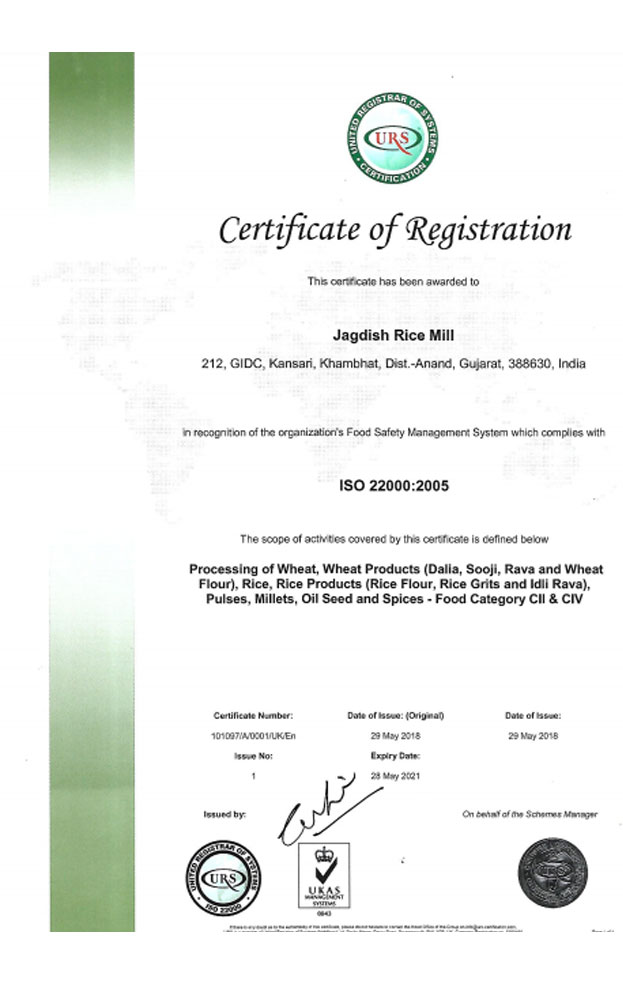 UNITED REGISTRAR OF SYSTEMS
URS
CERTIFICATION
Certificate of Registration
This certificate has been awarded to
Jagdish Rice Mill
212, GIDC, Kansari, Khambhat, Dist.-Anand, Gujarat, 388630, India
in recognition of the organization's Food Safety Management System which complies with
ISO 22000:2005
The scope of activities covered by this certificate is defined below
Processing of Wheat, Wheat Products (Dalia, Sooji, Rava and Wheat
Flour), Rice, Rice Products (Rice Flour, Rice Grits and Idli Rava),
Pulses, Millets, Oil Seed and Spices - Food Category CII & CIV
Certificate Number: Date of Issue: (Original) Date of Issue:
101097/A/0001/UK/En 29 May 2018 29 May 2018
Issue No: Expiry Date:
1 28 May 2021
Issued by: On behalf of the Schemes Manager
UNITED REGISTRAR OF SYSTEMS
URS
ISO 22000
UKAS
MANAGEMENT
SYSTEMS
0043
URS